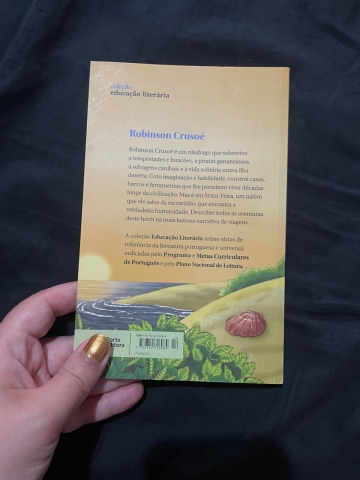 coleção
educação literária
Robinson Crusoé
Robinson Crusoé é um náufrago que sobrevive
a tempestades e furacões, a piratas gananciosos,
a selvagens canibais e à vida solitária numa ilha
deserta. Com imaginação e habilidade, constrói casas,
barcos e ferramentas que lhe permitem viver décadas
longe da civilização. Mas é em Sexta-Feira, um nativo
que ele salva da escravidão, que encontra a
verdadeira humanidade. Descobre todas as aventuras
deste herói na mais famosa narrativa de viagens.
A coleção Educação Literária reúne obras de
referência da literatura portuguesa e universal
indicadas pelo Programa e Metas Curriculares
de Português e pelo Plano Nacional de Leitura.